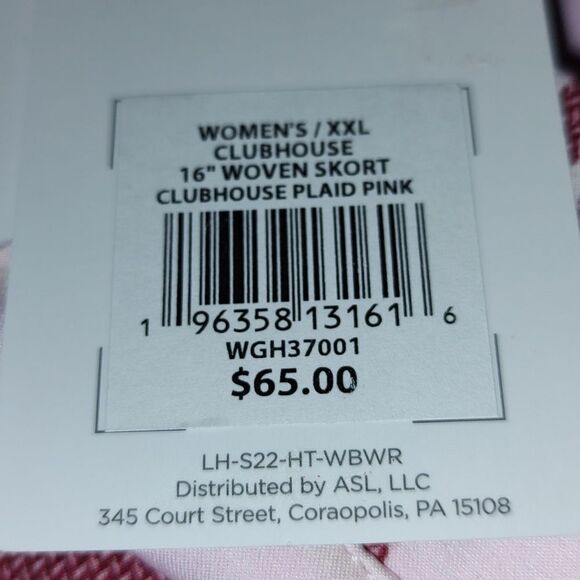 WOMEN'S / XXL
CLUBHOUSE
16" WOVEN SKORT
CLUBHOUSE PLAID PINK
1 96358 13161 6
WGH37001
$65.00
LH-S22-HT-WBWR
Distributed by ASL, LLC
345 Court Street, Coraopolis, PA 15108